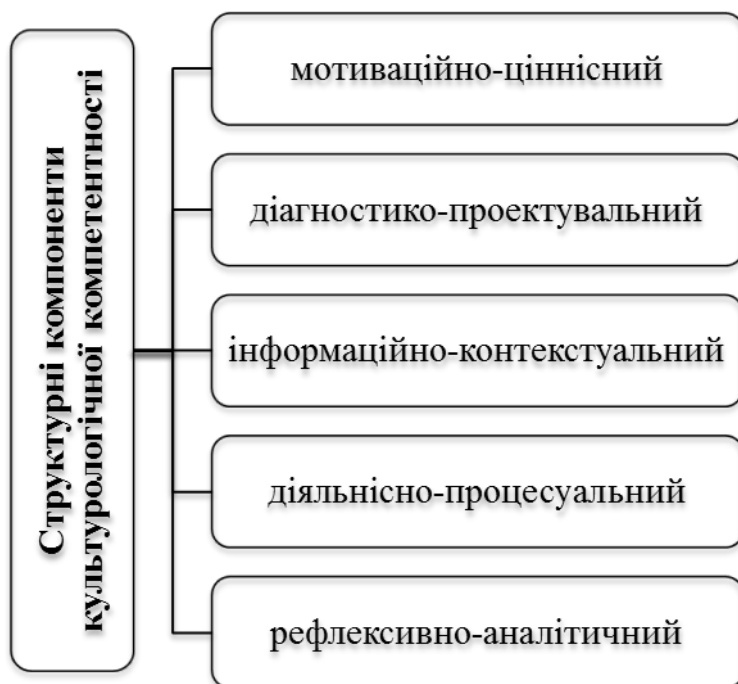 Структурні компоненти
культурологічної компетентності
мотиваційно-ціннісний
діагностико-проектувальний
інформаційно-контекстуальний
діяльнісно-процесуальний
рефлексивно-аналітичний